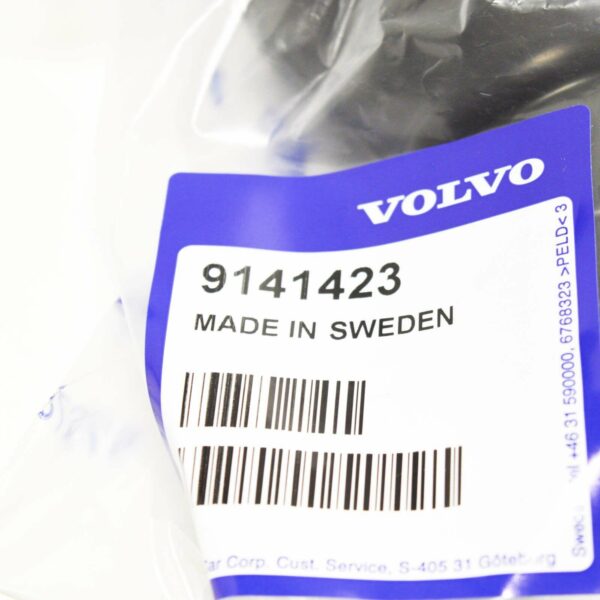 VOLVO
9141423
MADE IN SWEDEN
Corp. Cust. Service, S-405 31 Göteborg
+46 31 590000, 6768323 >PELD< 3